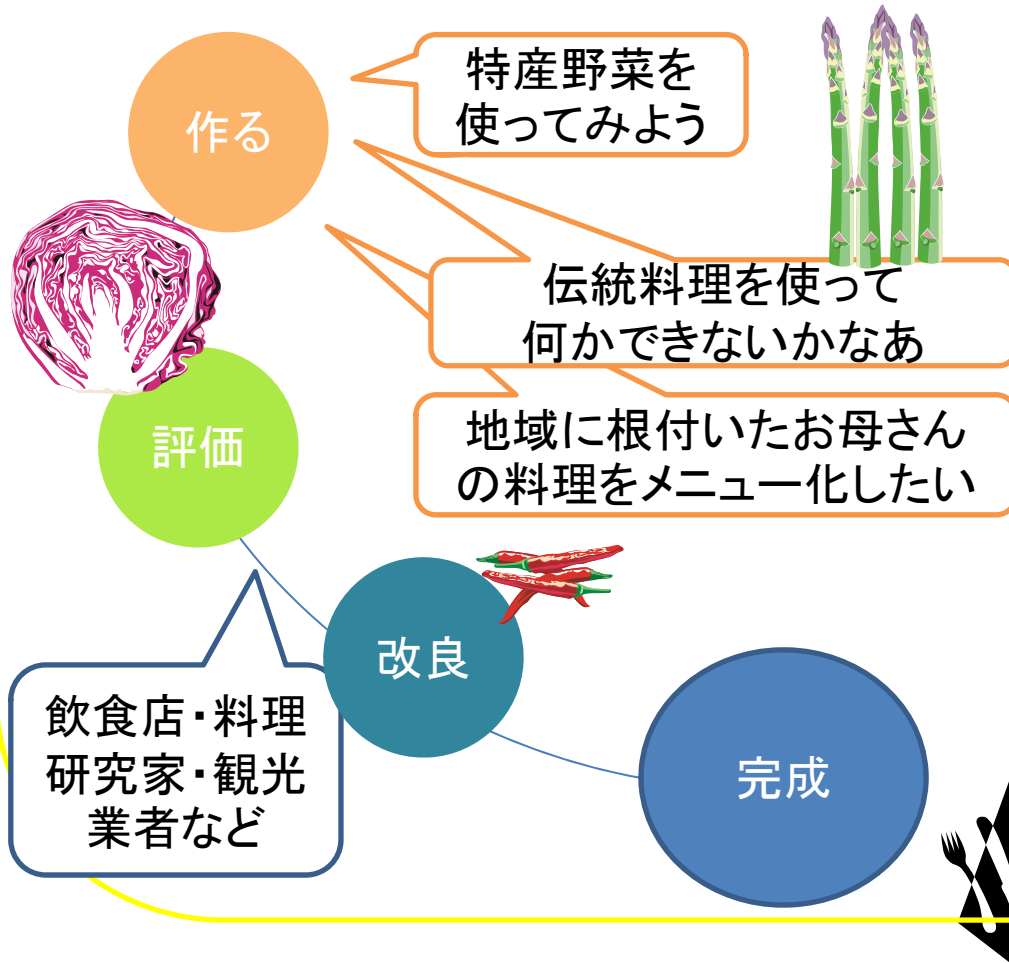 作る
特産野菜を
使ってみよう
伝統料理を使って
何かできないかなあ
地域に根付いたお母さん
の料理をメニュー化したい
評価
飲食店・料理
研究家・観光
業者など
改良
完成